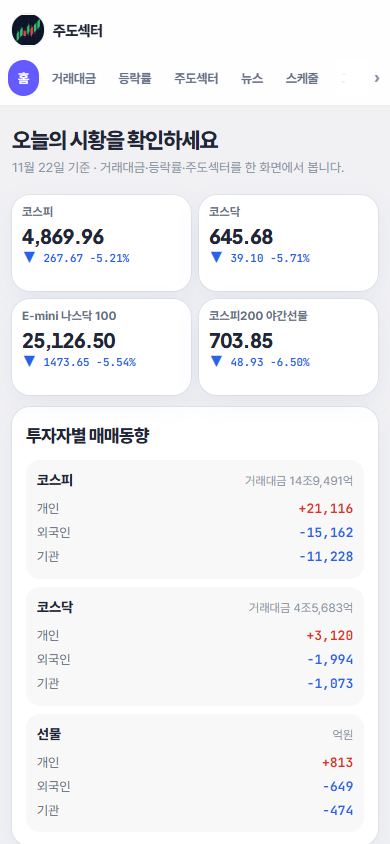 주도섹터
홈 거래대금 등락률 주도섹터 뉴스 스케줄 ›
오늘의 시황을 확인하세요
11월 22일 기준 · 거래대금·등락률·주도섹터를 한 화면에서 봅니다.
코스피
4,869.96
▼ 267.67 -5.21%
코스닥
645.68
▼ 39.10 -5.71%
E-mini 나스닥 100
25,126.50
▼ 1473.65 -5.54%
코스피200 야간선물
703.85
▼ 48.93 -6.50%
투자자별 매매동향
코스피 거래대금 14조9,491억
개인 +21,116
외국인 -15,162
기관 -11,228
코스닥 거래대금 4조5,683억
개인 +3,120
외국인 -1,994
기관 -1,073
선물 억원
개인 +813
외국인 -649
기관 -474